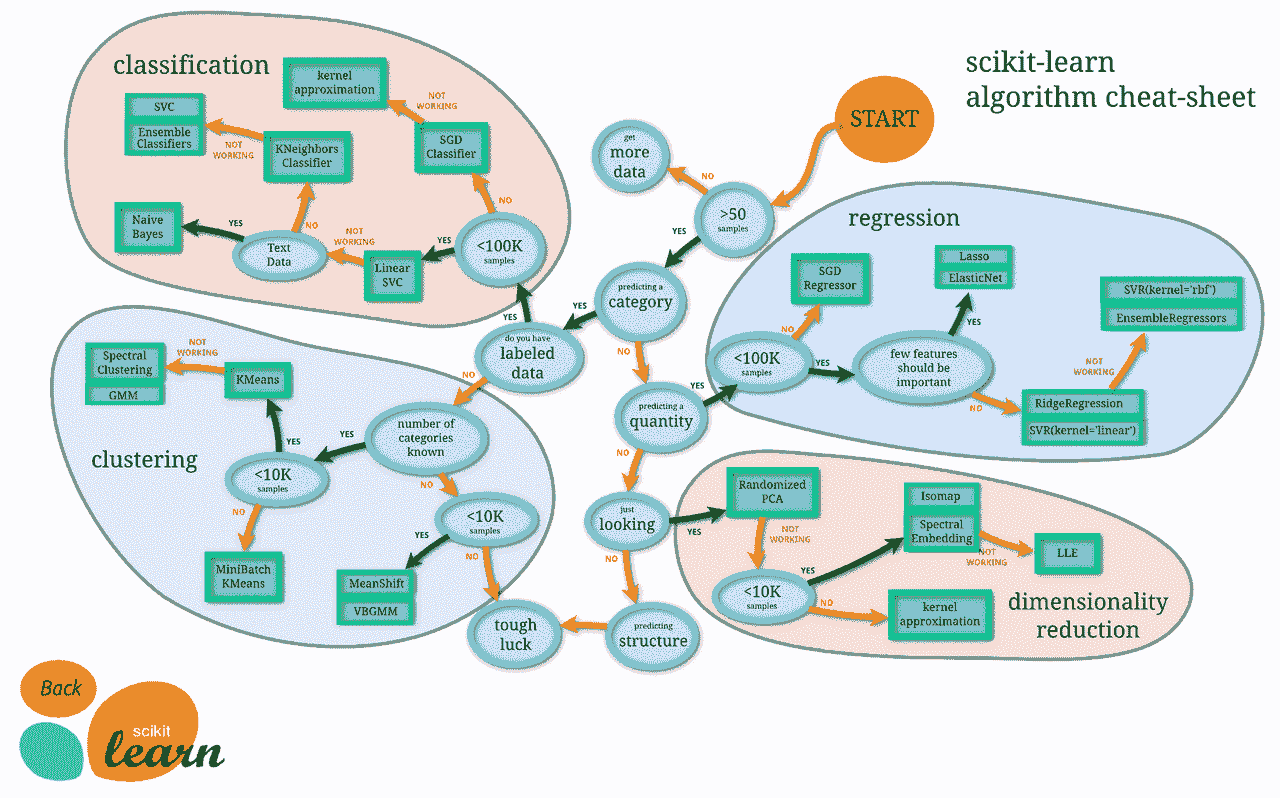 scikit-learn
algorithm cheat-sheet
START
>50
samples
NO
get
more
data
YES
predicting a
category
YES
NO
do you have
labeled
data
YES
NO
predicting a
quantity
YES
NO
just
looking
YES
NO
predicting
structure
tough
luck
classification
kernel
approximation
NOT
WORKING
SVC
Ensemble
Classifiers
NOT
WORKING
KNeighbors
Classifier
SGD
Classifier
NO
Naive
Bayes
YES
Text
Data
NO
NOT
WORKING
Linear
SVC
YES
<100K
samples
regression
SGD
Regressor
NO
<100K
samples
YES
Lasso
ElasticNet
YES
few features
should be
important
NO
SVR(kernel='rbf')
EnsembleRegressors
NOT
WORKING
RidgeRegression
SVR(kernel='linear')
clustering
Spectral
Clustering
GMM
NOT
WORKING
KMeans
YES
<10K
samples
NO
MiniBatch
KMeans
YES
number of
categories
known
NO
<10K
samples
YES
NO
MeanShift
VBGMM
dimensionality
reduction
Randomized
PCA
NOT
WORKING
<10K
samples
YES
NO
Isomap
Spectral
Embedding
NOT
WORKING
LLE
kernel
approximation
Back
scikit
learn